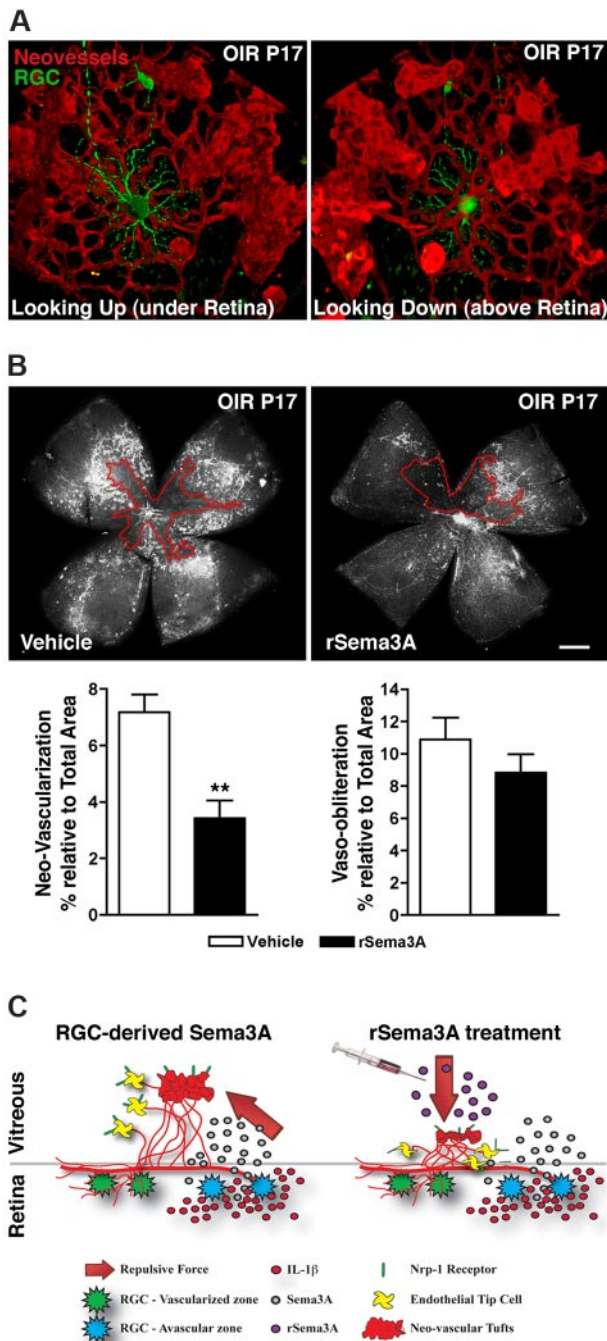 A
Neovessels
RGC
OIR P17
OIR P17
Looking Up (under Retina)
Looking Down (above Retina)
B
OIR P17
OIR P17
Vehicle
rSema3A
Neo-Vascularization
% relative to Total Area
8
6
4
2
0
**
Vaso-obliteration
% relative to Total Area
14
12
10
8
6
4
2
0
Vehicle
rSema3A
C
RGC-derived Sema3A
rSema3A treatment
Vitreous
Retina
Repulsive Force
IL-1β
Nrp-1 Receptor
RGC - Vascularized zone
Sema3A
Endothelial Tip Cell
RGC - Avascular zone
rSema3A
Neo-vascular Tufts